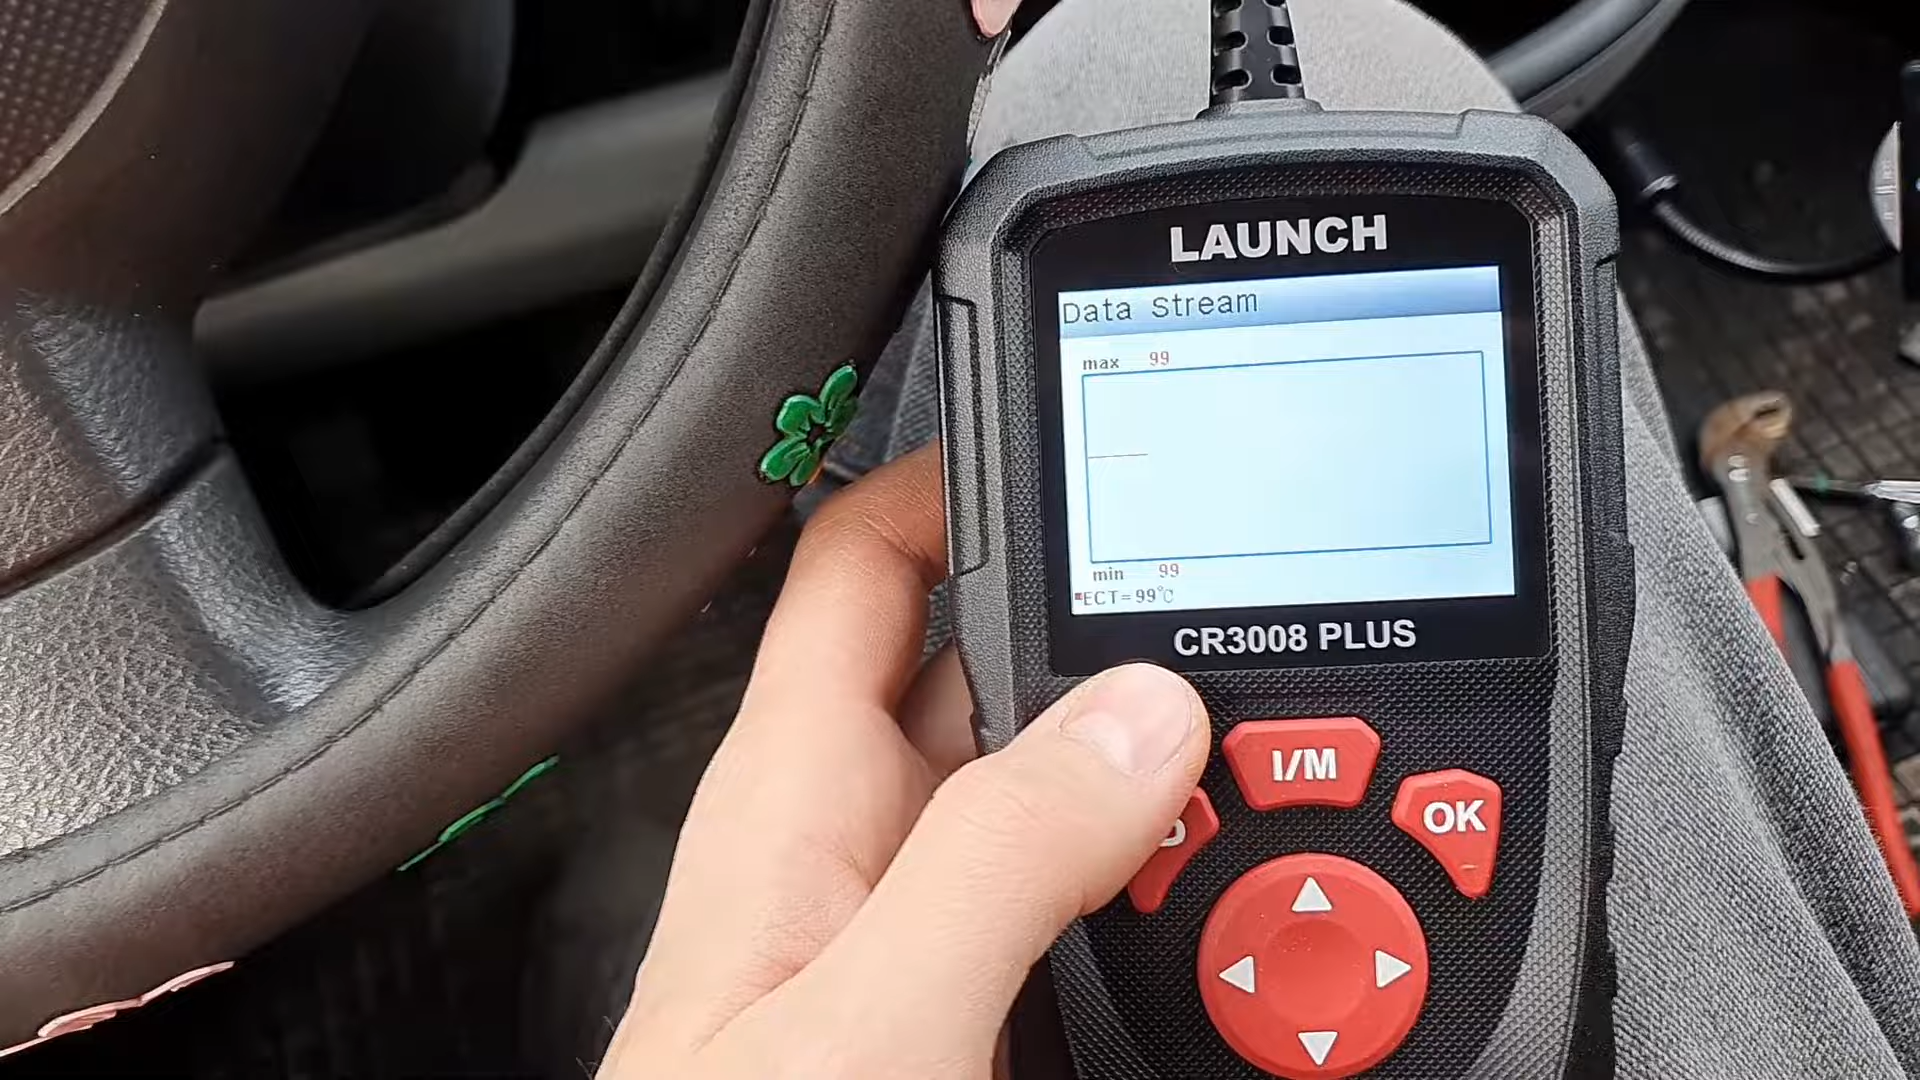 LAUNCH
Data Stream
max 99
min 99
ECT=99℃
CR3008 PLUS
I/M
OK